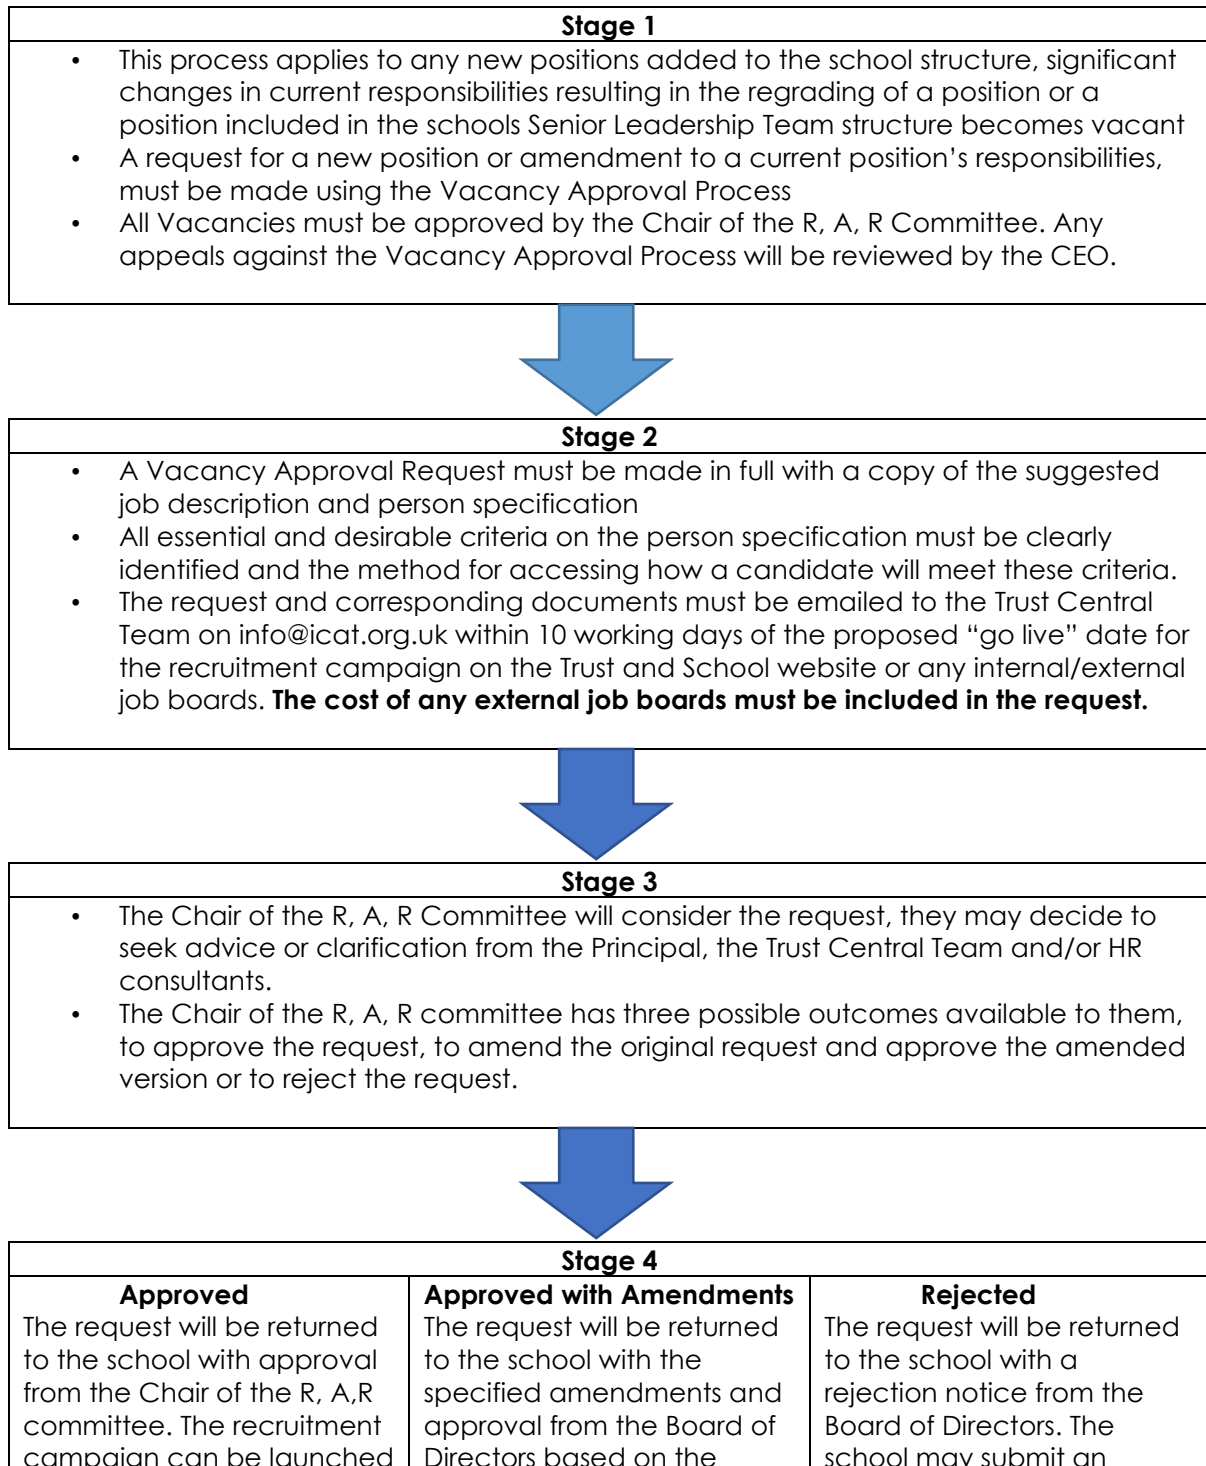 Stage 1
• This process applies to any new positions added to the school structure, significant
changes in current responsibilities resulting in the regrading of a position or a
position included in the schools Senior Leadership Team structure becomes vacant
• A request for a new position or amendment to a current position’s responsibilities,
must be made using the Vacancy Approval Process
• All Vacancies must be approved by the Chair of the R, A, R Committee. Any
appeals against the Vacancy Approval Process will be reviewed by the CEO.
Stage 2
• A Vacancy Approval Request must be made in full with a copy of the suggested
job description and person specification
• All essential and desirable criteria on the person specification must be clearly
identified and the method for accessing how a candidate will meet these criteria.
• The request and corresponding documents must be emailed to the Trust Central
Team on info@icat.org.uk within 10 working days of the proposed “go live” date for
the recruitment campaign on the Trust and School website or any internal/external
job boards. The cost of any external job boards must be included in the request.
Stage 3
• The Chair of the R, A, R Committee will consider the request, they may decide to
seek advice or clarification from the Principal, the Trust Central Team and/or HR
consultants.
• The Chair of the R, A, R committee has three possible outcomes available to them,
to approve the request, to amend the original request and approve the amended
version or to reject the request.
Stage 4
Approved
The request will be returned
to the school with approval
from the Chair of the R, A,R
committee. The recruitment
campaign can be launched
Approved with Amendments
The request will be returned
to the school with the
specified amendments and
approval from the Board of
Directors based on the
Rejected
The request will be returned
to the school with a
rejection notice from the
Board of Directors. The
school may submit an